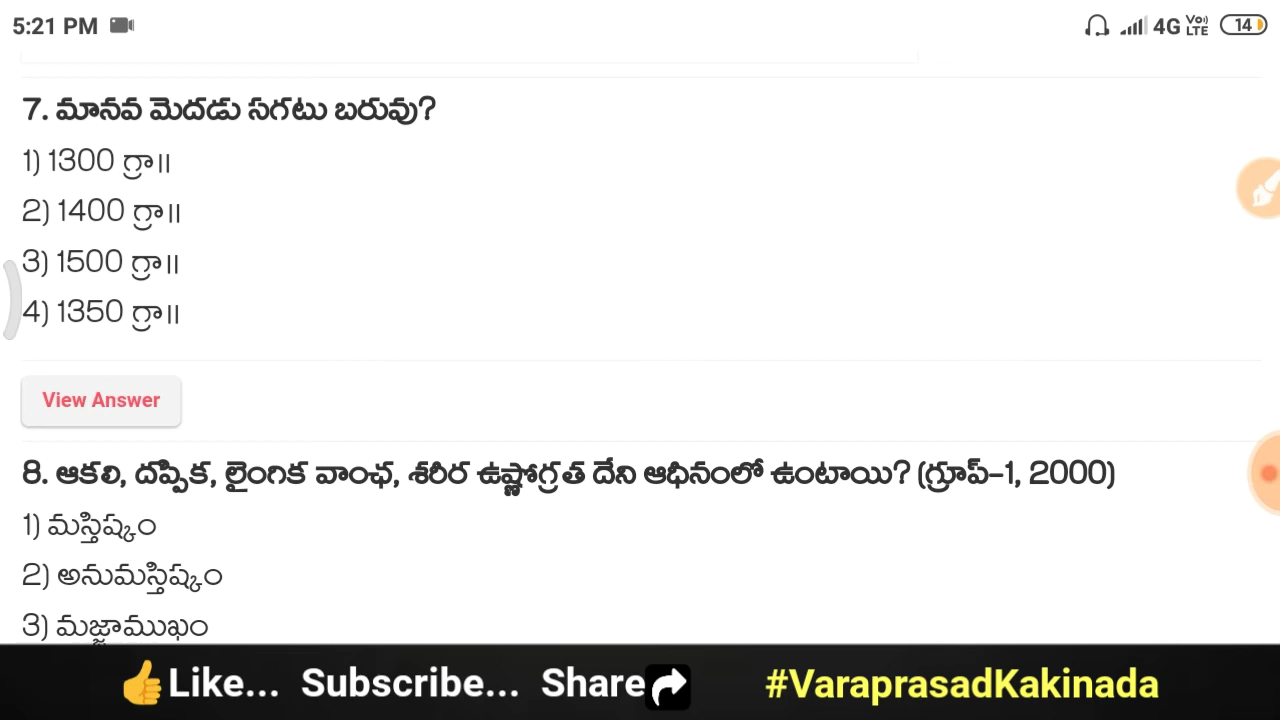 5:21 PM 4G Vo)) LTE 14
7. మానవ మెదడు సగటు బరువు?
1) 1300 గ్రా॥
2) 1400 గ్రా॥
3) 1500 గ్రా॥
4) 1350 గ్రా॥
View Answer
8. ఆకలి, దప్పిక, లైంగిక వాంఛ, శరీర ఉష్ణోగ్రత దేని ఆధీనంలో ఉంటాయి? (గ్రూప్–1, 2000)
1) మస్తిష్కం
2) అనుమస్తిష్కం
3) మజ్జాముఖం
👍Like... Subscribe... Share #VaraprasadKakinada